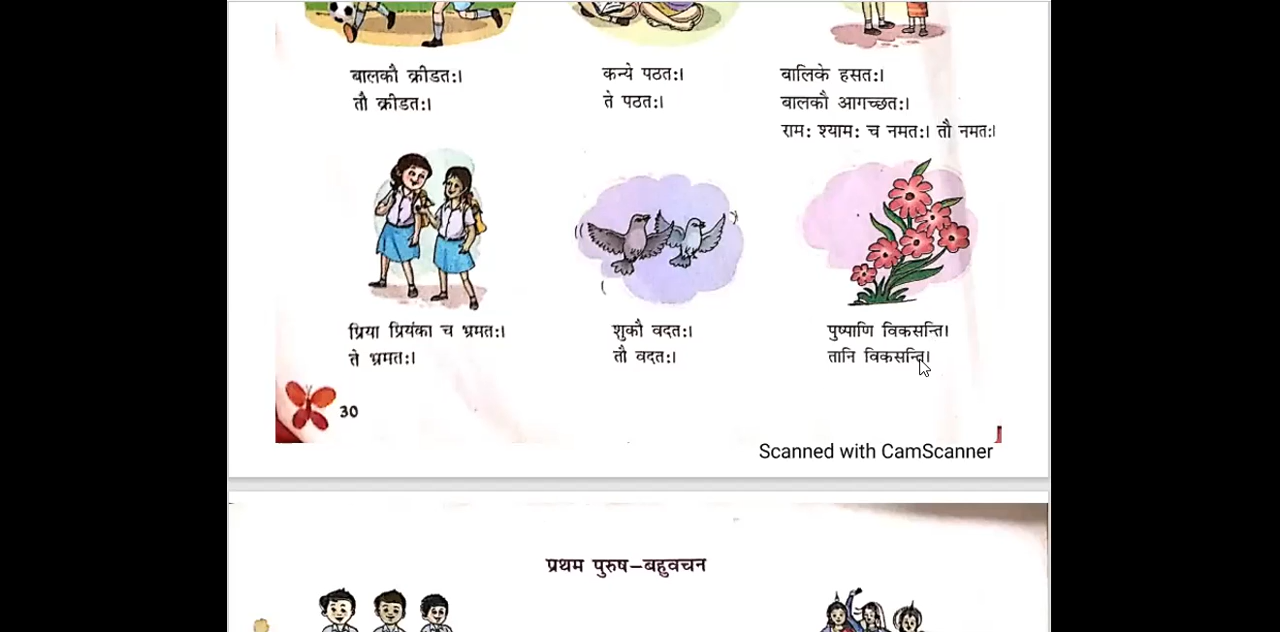 बालकौ क्रीडतः।
तौ क्रीडतः।
कन्ये पठतः।
ते पठतः।
बालिके हसतः।
बालकौ आगच्छतः।
रामः श्यामः च नमतः। तौ नमतः।
प्रिया प्रियंका च भ्रमतः।
ते भ्रमतः।
शुकौ वदतः।
तौ वदतः।
पुष्पाणि विकसन्ति।
तानि विकसन्ति।
30
Scanned with CamScanner
प्रथम पुरुष–बहुवचन